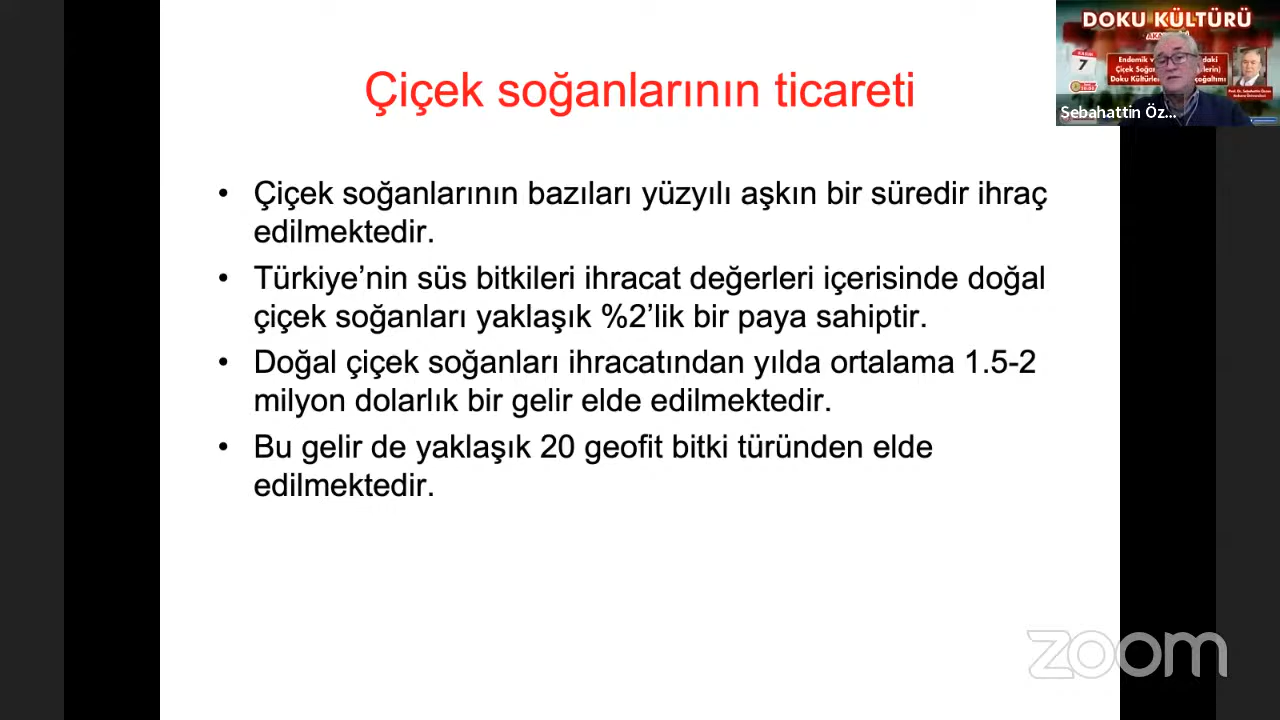 Çiçek soğanlarının ticareti
• Çiçek soğanlarının bazıları yüzyılı aşkın bir süredir ihraç
edilmektedir.
• Türkiye’nin süs bitkileri ihracat değerleri içerisinde doğal
çiçek soğanları yaklaşık %2’lik bir paya sahiptir.
• Doğal çiçek soğanları ihracatından yılda ortalama 1.5-2
milyon dolarlık bir gelir elde edilmektedir.
• Bu gelir de yaklaşık 20 geofit bitki türünden elde
edilmektedir.
DOKU KÜLTÜRÜ
7
Endemik
Çiçek
Doku
Sebahattin Öz...
zoom